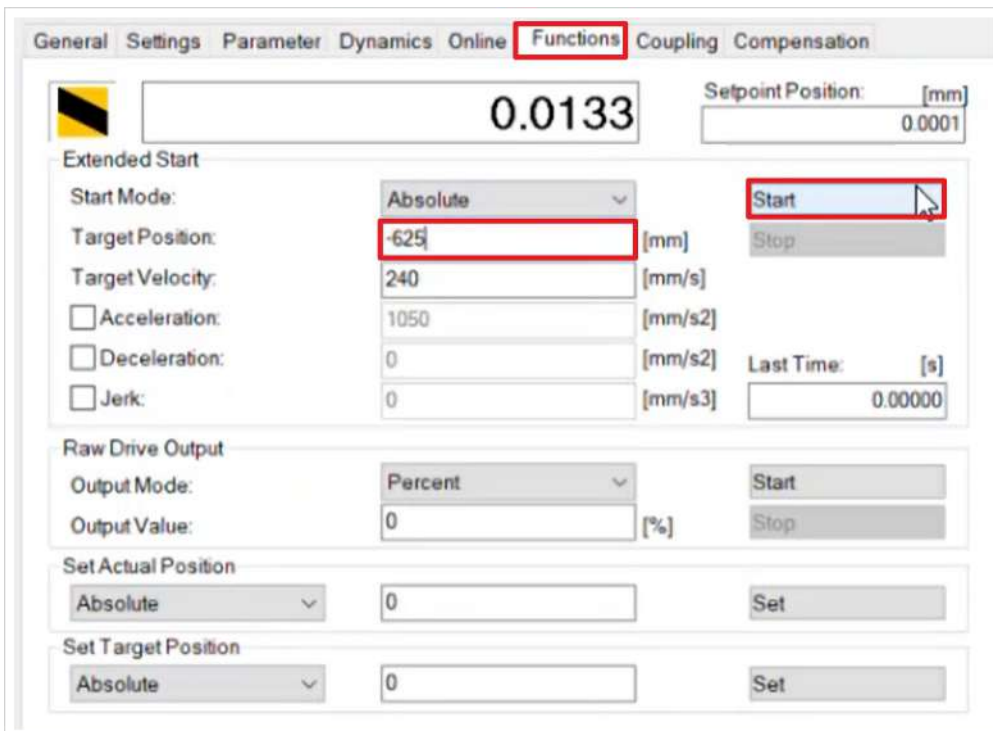 General Settings Parameter Dynamics Online Functions Coupling Compensation
0.0133
Setpoint Position: [mm]
0.0001
Extended Start
Start Mode: Absolute Start
Target Position: -625 [mm] Stop
Target Velocity: 240 [mm/s]
Acceleration: 1050 [mm/s2]
Deceleration: 0 [mm/s2] Last Time: [s]
Jerk: 0 [mm/s3] 0.00000
Raw Drive Output
Output Mode: Percent Start
Output Value: 0 [%] Stop
Set Actual Position
Absolute 0 Set
Set Target Position
Absolute 0 Set